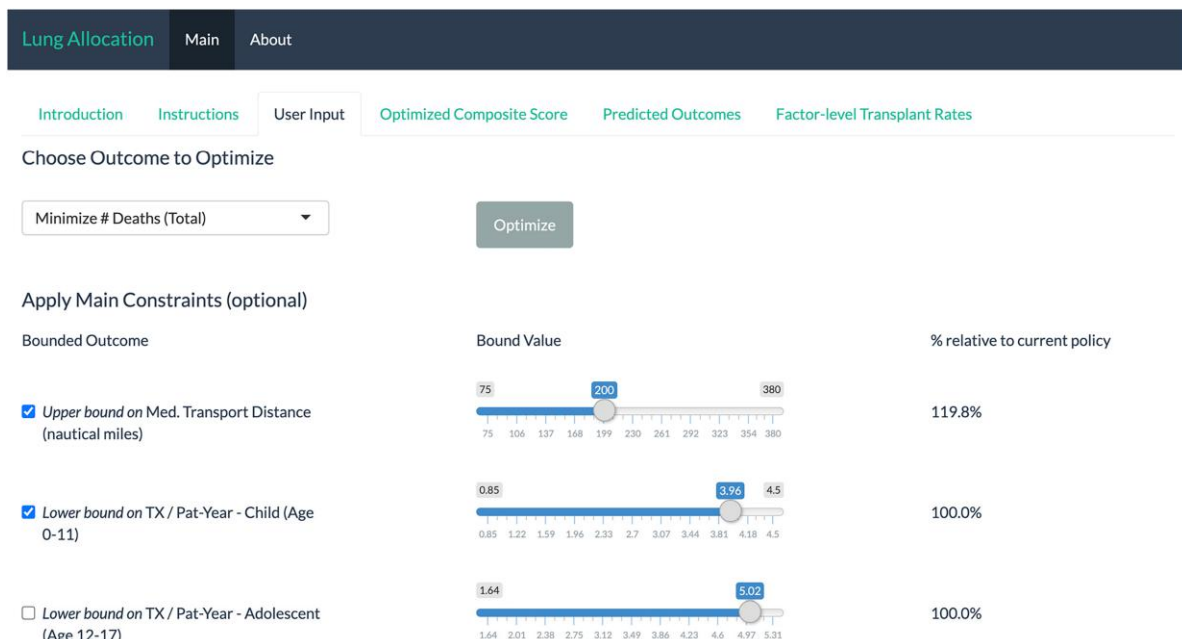 Lung Allocation Main About
Introduction Instructions User Input Optimized Composite Score Predicted Outcomes Factor-level Transplant Rates
Choose Outcome to Optimize
Minimize # Deaths (Total) Optimize
Apply Main Constraints (optional)
Bounded Outcome Bound Value % relative to current policy
75 200 380
Upper bound on Med. Transport Distance
(nautical miles)
119.8%
75 106 137 168 199 230 261 292 323 354 380
0.85 3.96 4.5
Lower bound on TX / Pat-Year - Child (Age
0-11)
100.0%
0.85 1.22 1.59 1.96 2.33 2.7 3.07 3.44 3.81 4.18 4.5
1.64 5.02
Lower bound on TX / Pat-Year - Adolescent
(Age 12-17)
100.0%
1.64 2.01 2.38 2.75 3.12 3.49 3.86 4.23 4.6 4.97 5.31